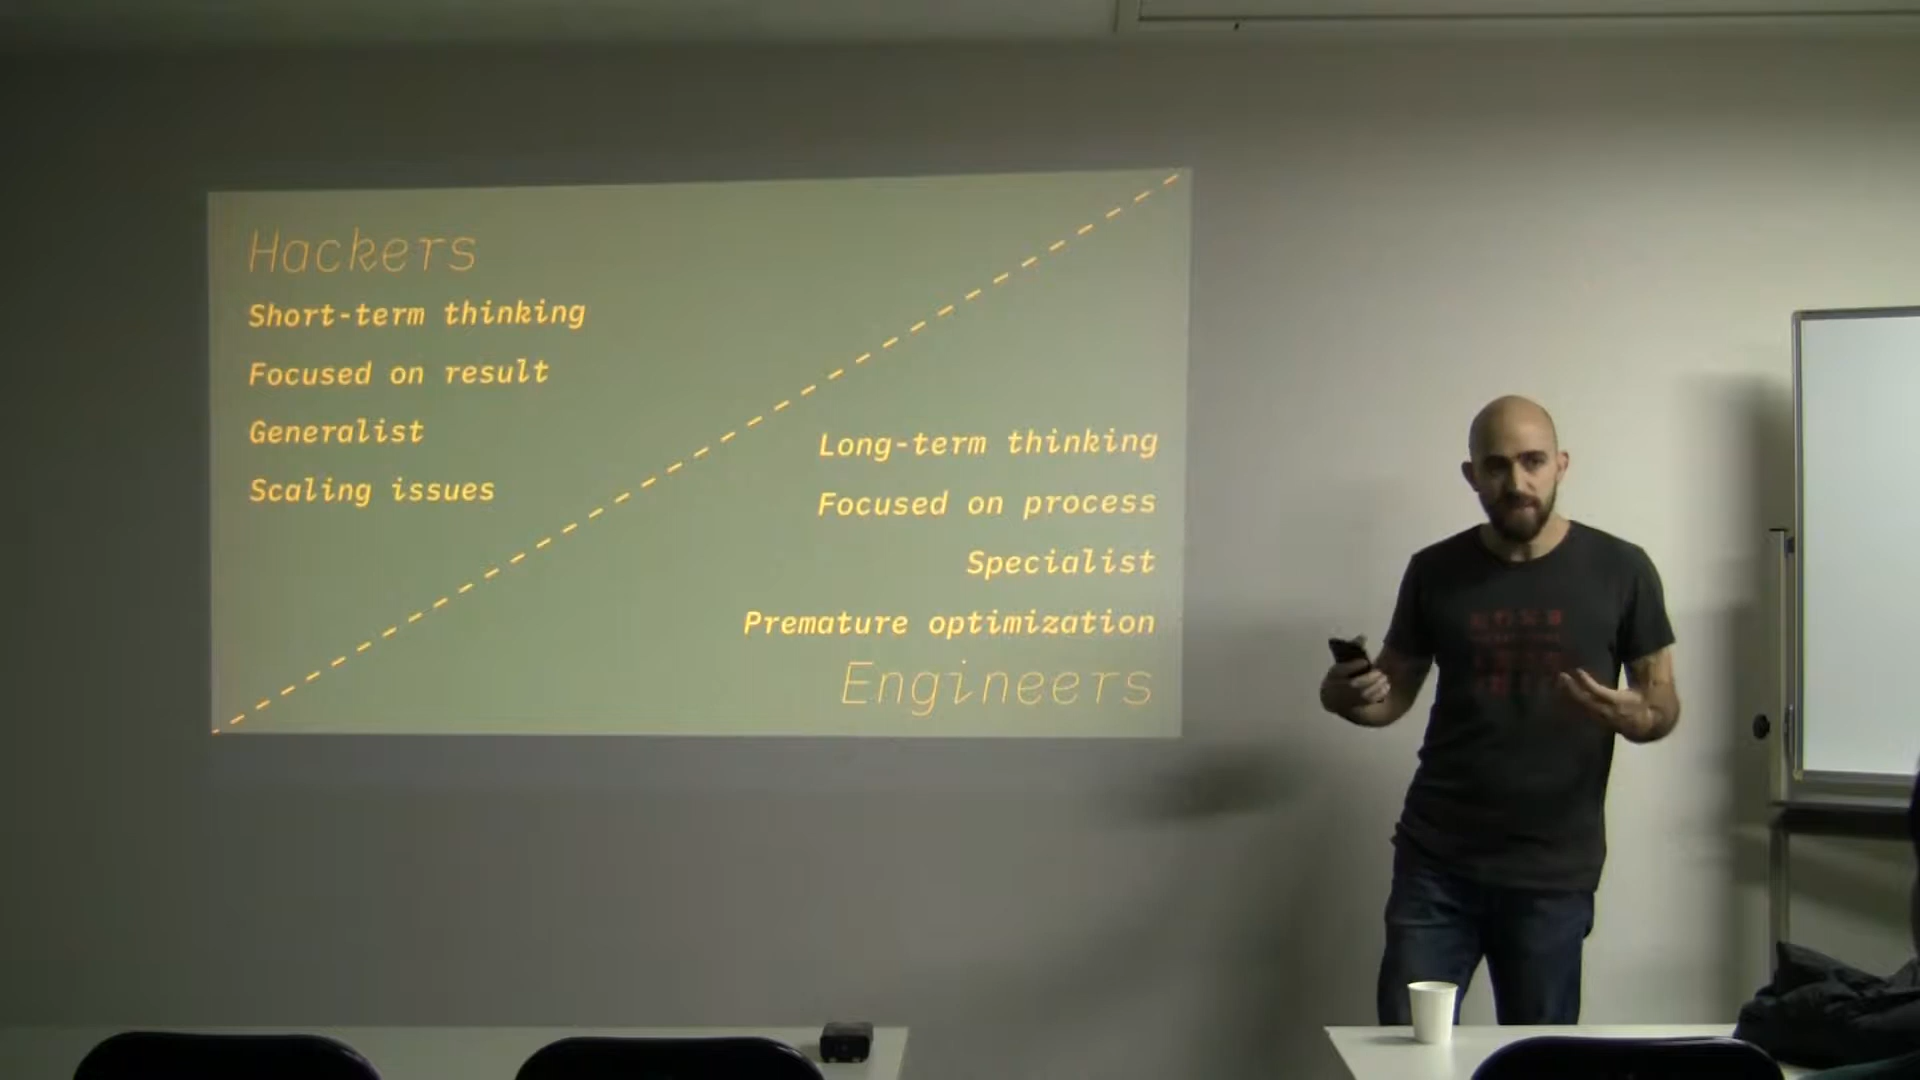 Hackers
Short-term thinking
Focused on result
Generalist
Scaling issues
Long-term thinking
Focused on process
Specialist
Premature optimization
Engineers